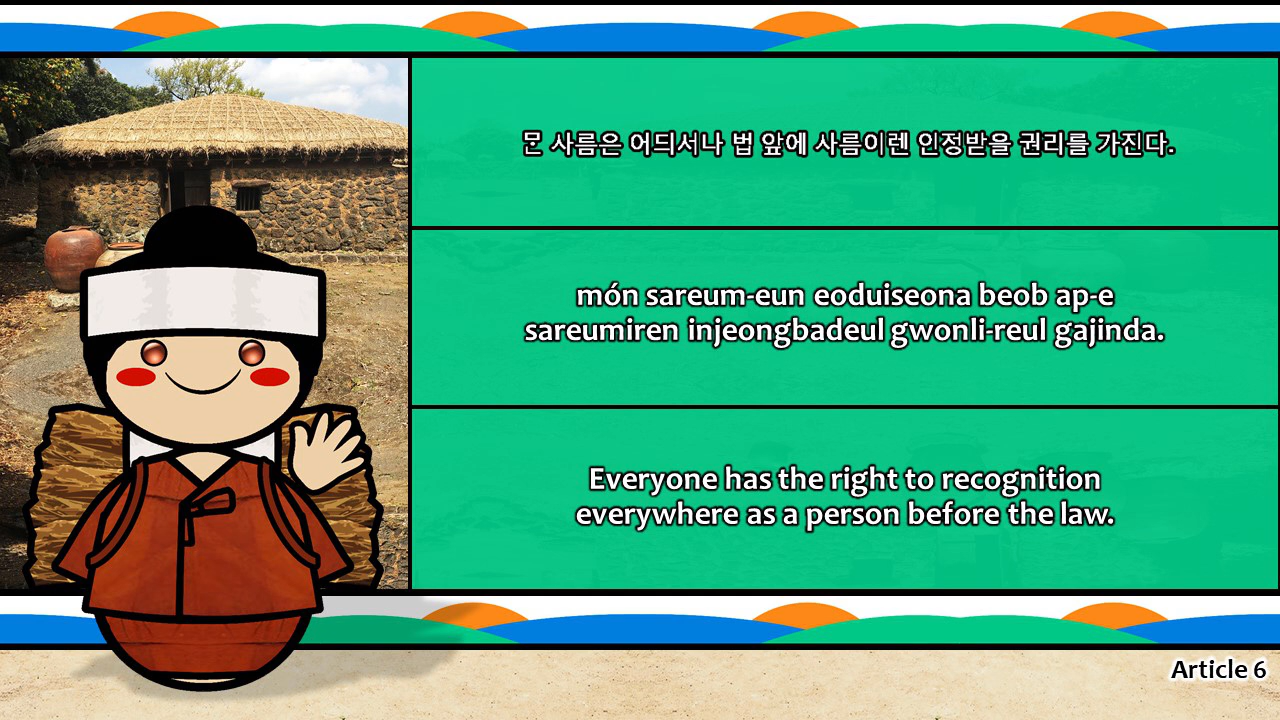 ᄆᆞᆫ 사름은 어듸서나 법 앞에 사름이렌 인정받을 권리를 가진다.
món sareum-eun eoduiseona beob ap-e
sareumiren injeongbadeul gwonli-reul gajinda.
Everyone has the right to recognition
everywhere as a person before the law.
Article 6